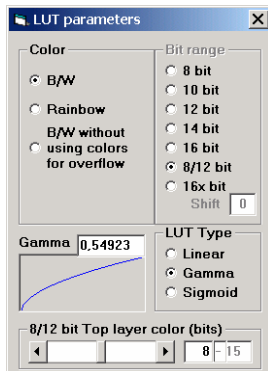 LUT parameters
Color
B/W
Rainbow
B/W without
using colors
for overflow
Bit range
8 bit
10 bit
12 bit
14 bit
16 bit
8/12 bit
16x bit
Shift 0
Gamma 0,54923
LUT Type
Linear
Gamma
Sigmoid
8/12 bit Top layer color (bits)
8 - 15